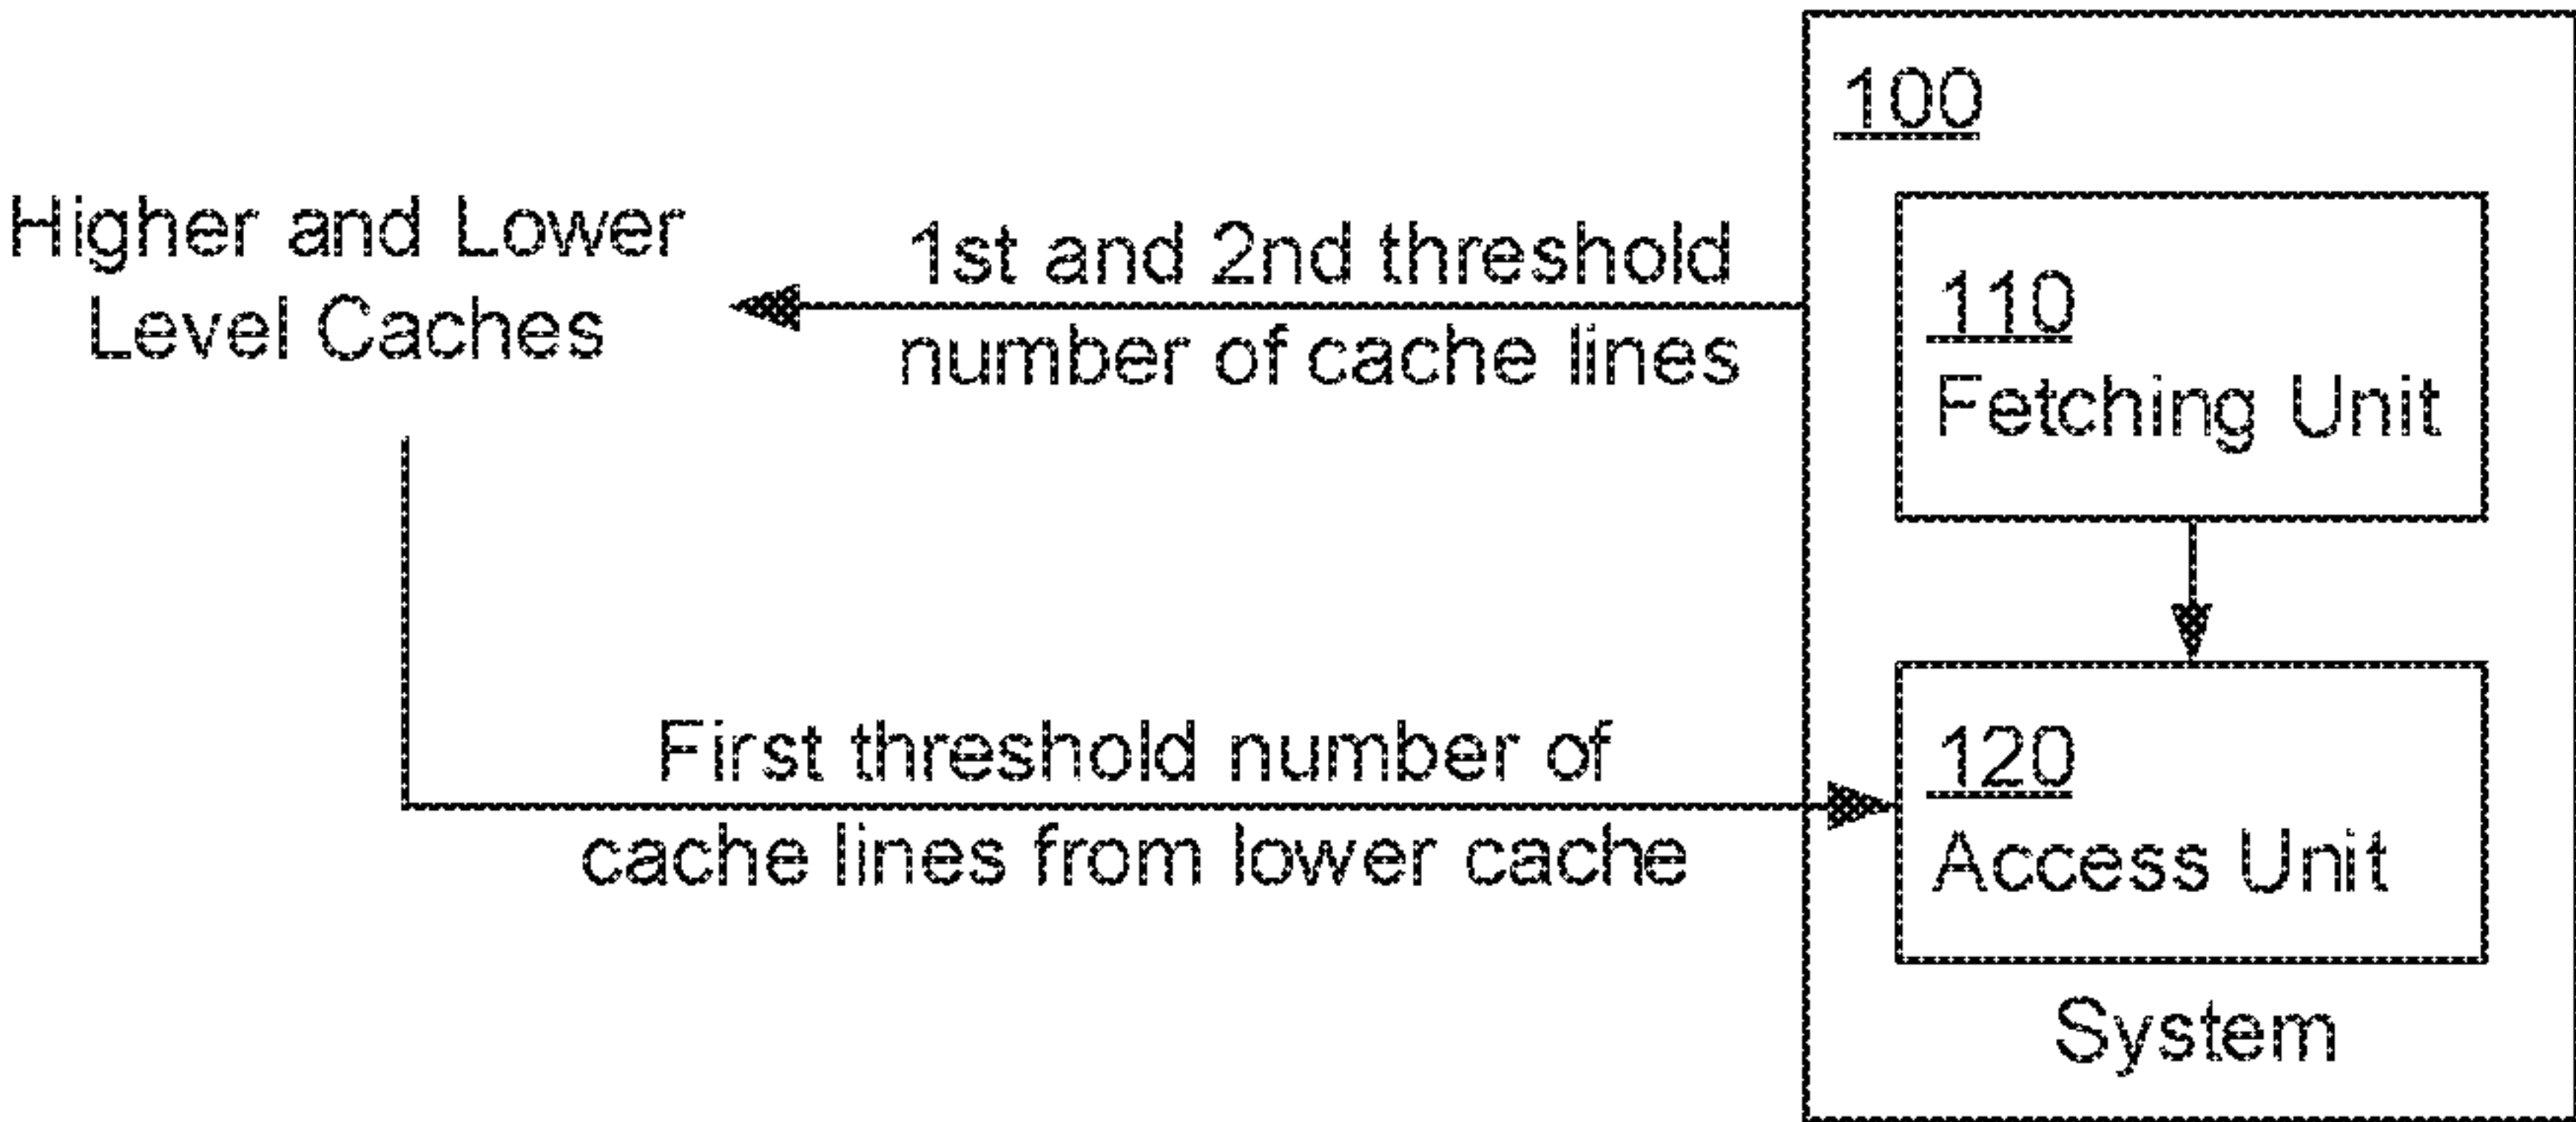 Higher and Lower
Level Caches
1st and 2nd threshold
number of cache lines
First threshold number of
cache lines from lower cache
100
110
Fetching Unit
120
Access Unit
System